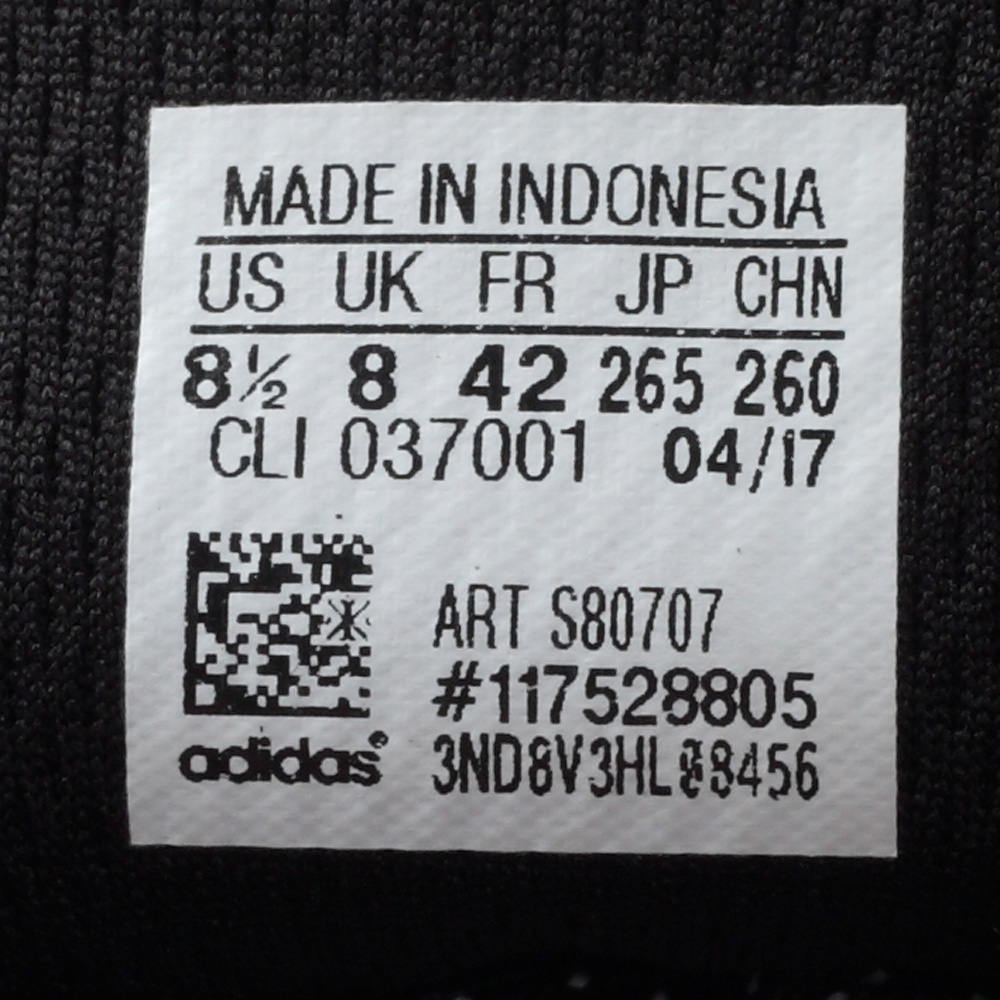 MADE IN INDONESIA
US UK FR JP CHN
8½ 8 42 265 260
CLI 037001 04/17
ART S80707
#117528805
adidas®